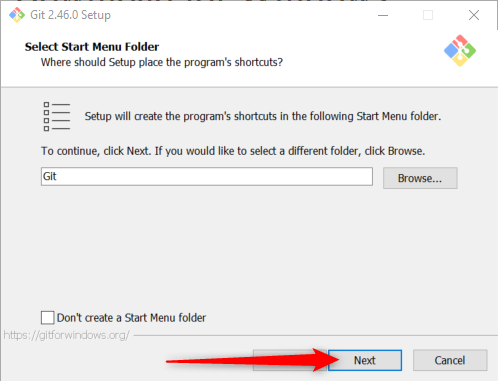 Git 2.46.0 Setup
Select Start Menu Folder
Where should Setup place the program's shortcuts?
Setup will create the program's shortcuts in the following Start Menu folder.
To continue, click Next. If you would like to select a different folder, click Browse.
Git
Browse...
Don't create a Start Menu folder
https://gitforwindows.org/
Next
Cancel